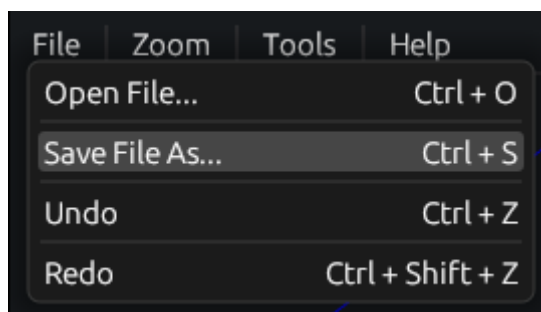 File Zoom Tools Help
Open File... Ctrl + O
Save File As... Ctrl + S
Undo Ctrl + Z
Redo Ctrl + Shift + Z